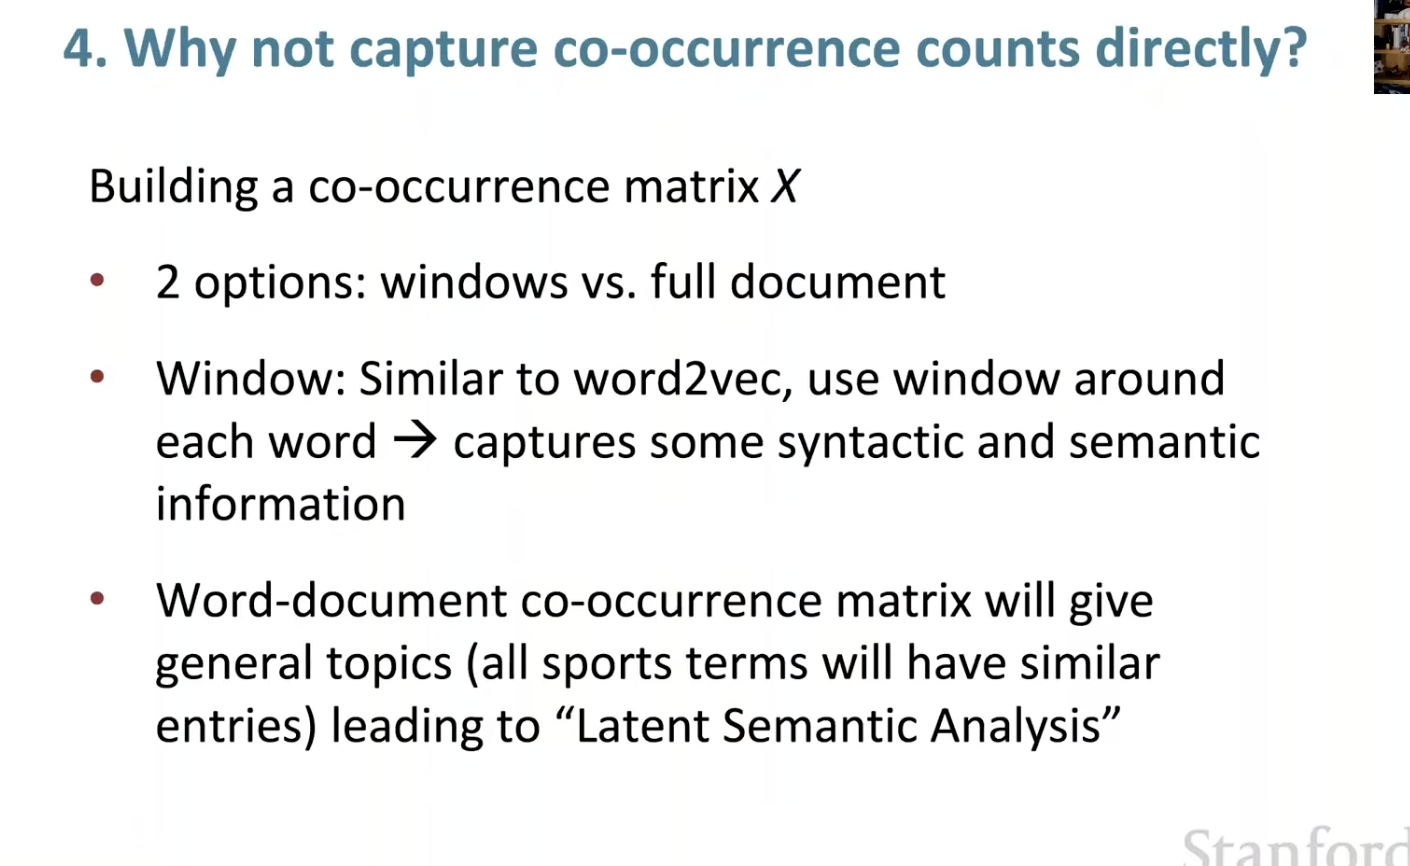 4. Why not capture co-occurrence counts directly?
Building a co-occurrence matrix X
• 2 options: windows vs. full document
• Window: Similar to word2vec, use window around
each word → captures some syntactic and semantic
information
• Word-document co-occurrence matrix will give
general topics (all sports terms will have similar
entries) leading to “Latent Semantic Analysis”
Stanford